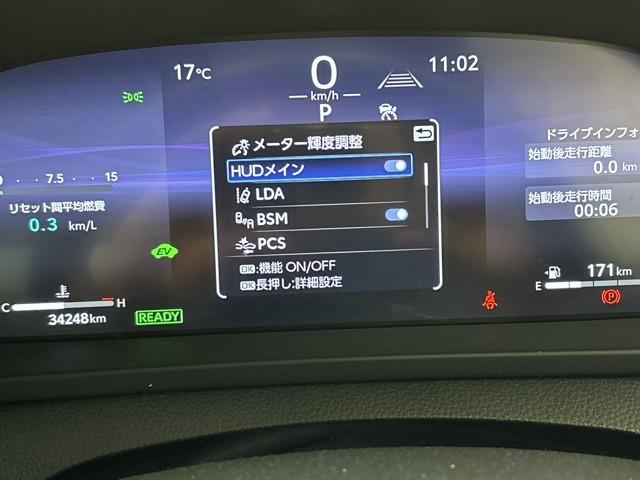 17℃
0
km/h
P
11:02
メーター輝度調整
HUDメイン
LDA
BSM
PCS
OK:機能 ON/OFF
OK長押し:詳細設定
7.5 15
リセット間平均燃費
0.3 km/L
EV
C H
34248km
READY
ドライブインフォ
始動後走行距離
0.0 km
始動後走行時間
00:06
171km
E
P